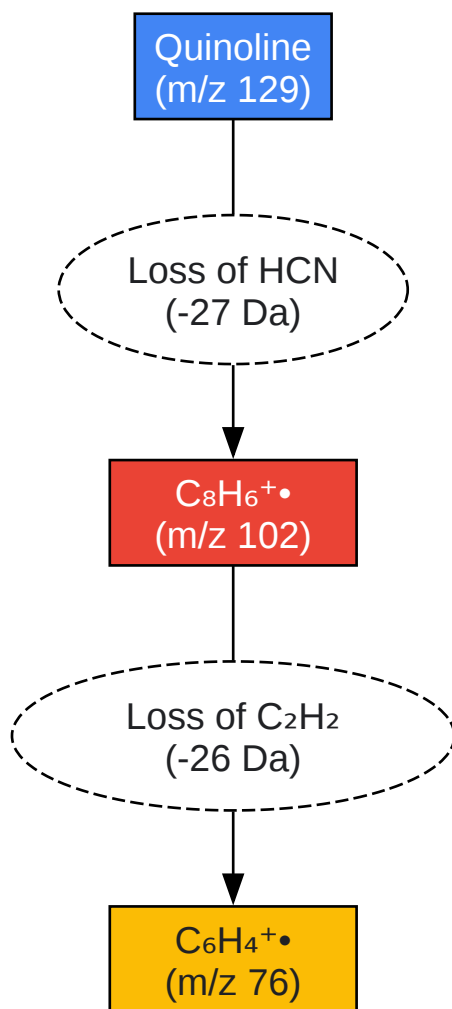 Quinoline
(m/z 129)
Loss of HCN
(-27 Da)
C₈H₆⁺•
(m/z 102)
Loss of C₂H₂
(-26 Da)
C₆H₄⁺•
(m/z 76)